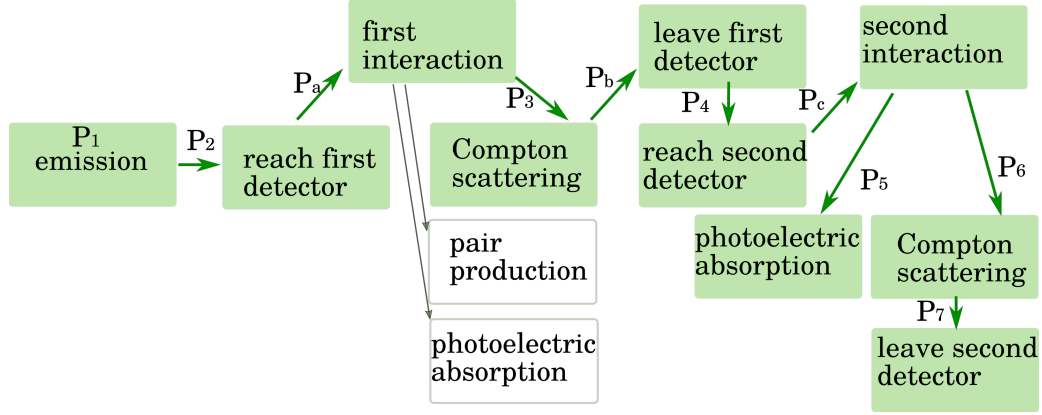 P1
emission
P2
reach first
detector
Pa
first
interaction
P3
Compton
scattering
pair
production
photoelectric
absorption
Pb
leave first
detector
P4
reach second
detector
Pc
second
interaction
P5
photoelectric
absorption
P6
Compton
scattering
P7
leave second
detector